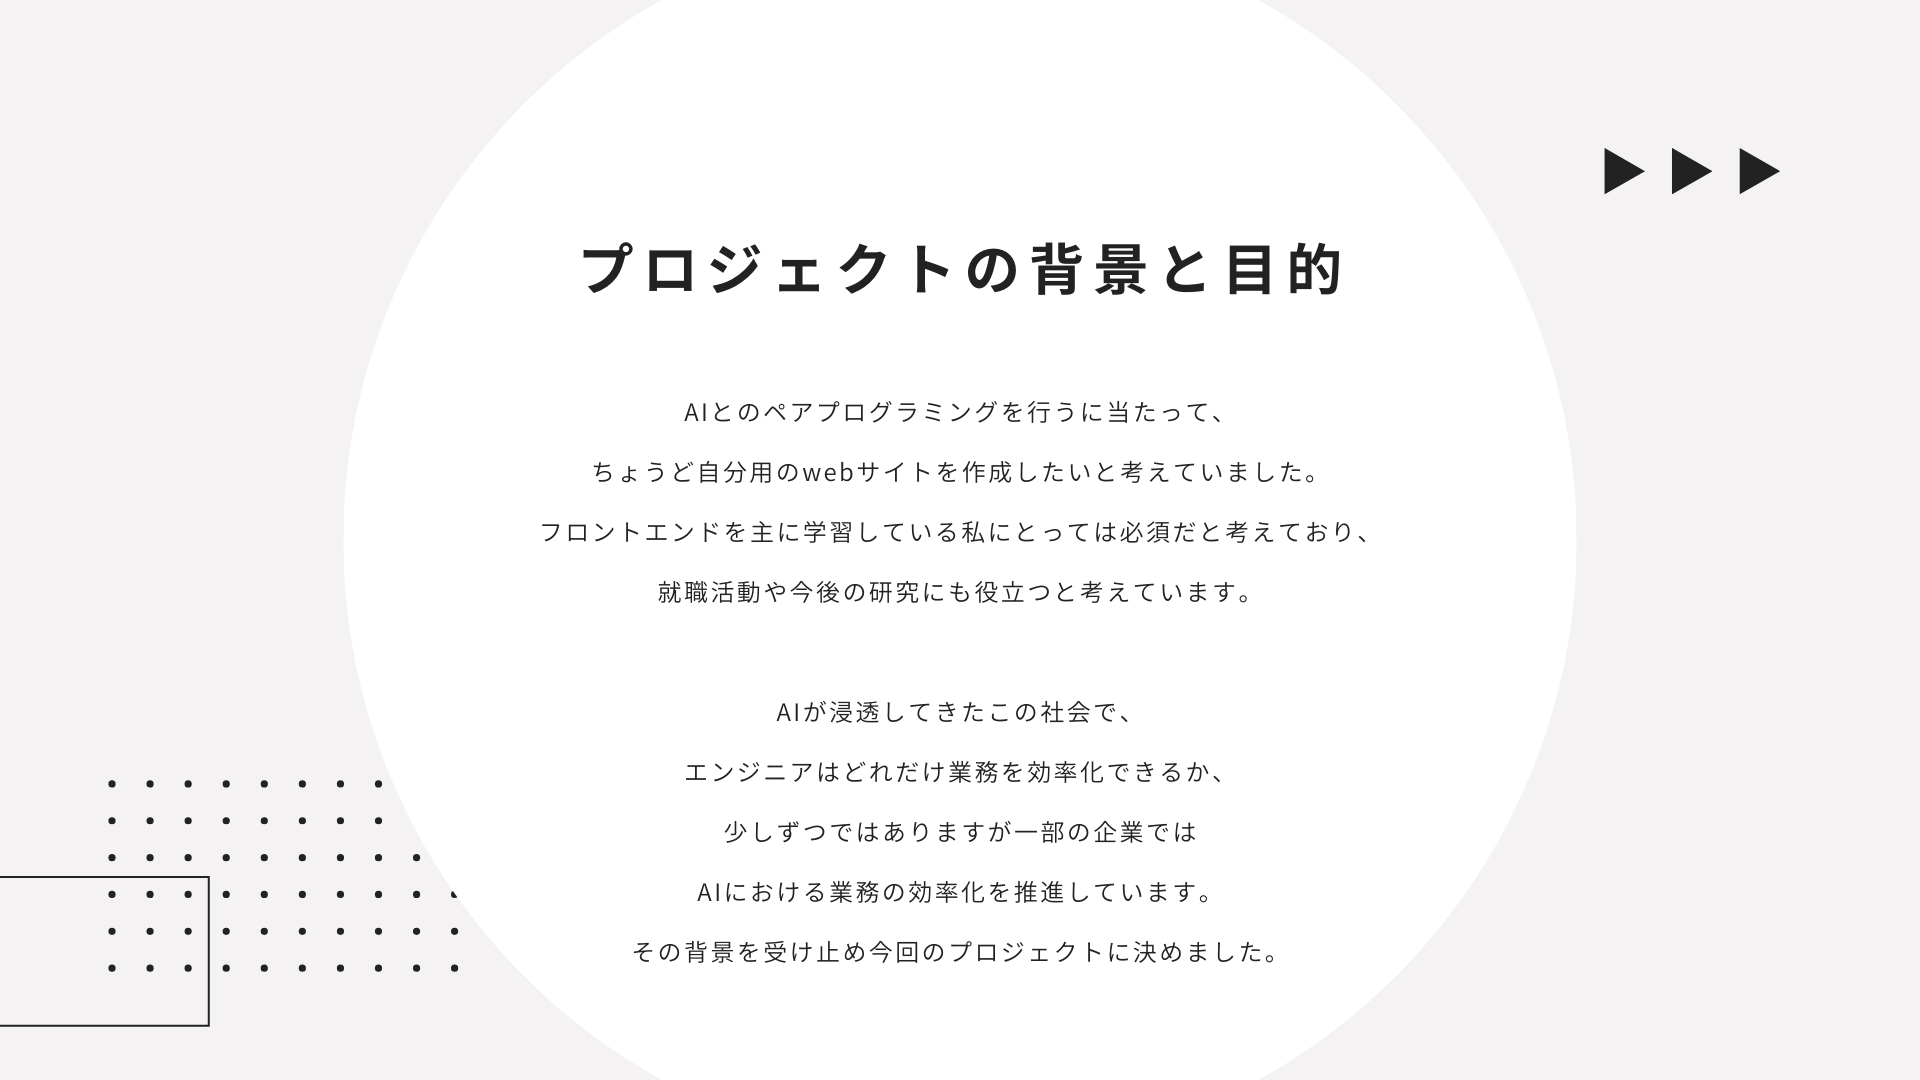 プロジェクトの背景と目的
AIとのペアプログラミングを行うに当たって、
ちょうど自分用のwebサイトを作成したいと考えていました。
フロントエンドを主に学習している私にとっては必須だと考えており、
就職活動や今後の研究にも役立つと考えています。
AIが浸透してきたこの社会で、
エンジニアはどれだけ業務を効率化できるか、
少しずつではありますが一部の企業では
AIにおける業務の効率化を推進しています。
その背景を受け止め今回のプロジェクトに決めました。